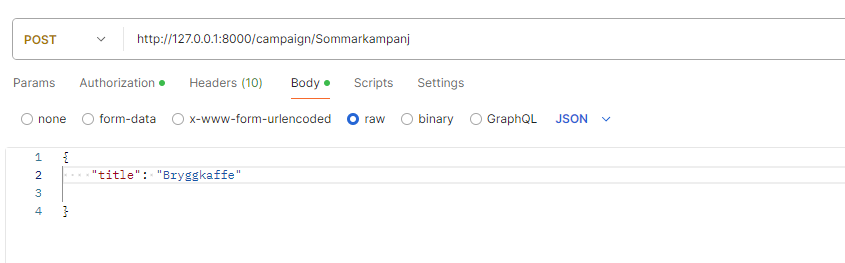 POST http://127.0.0.1:8000/campaign/Sommarkampanj
Params Authorization Headers (10) Body Scripts Settings
none form-data x-www-form-urlencoded raw binary GraphQL JSON
1 {
2 "title": "Bryggkaffe"
3
4 }